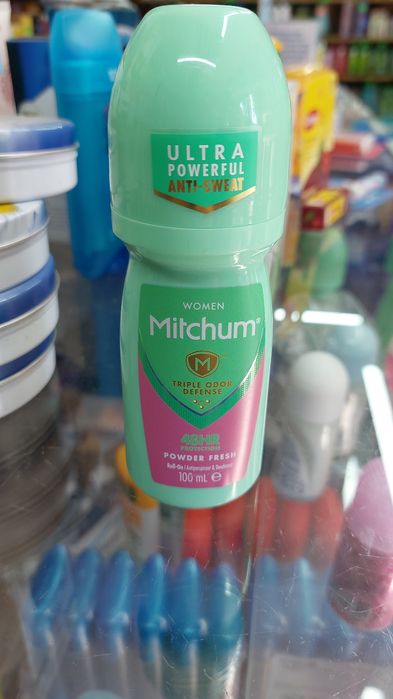 ULTRA
POWERFUL
ANTI-SWEAT
WOMEN
Mitchum®
M
TRIPLE ODOR
DEFENSE
48HR
PROTECTION
POWDER FRESH
Roll-On / Antiperspirant & Deodorant
100 mL ℮